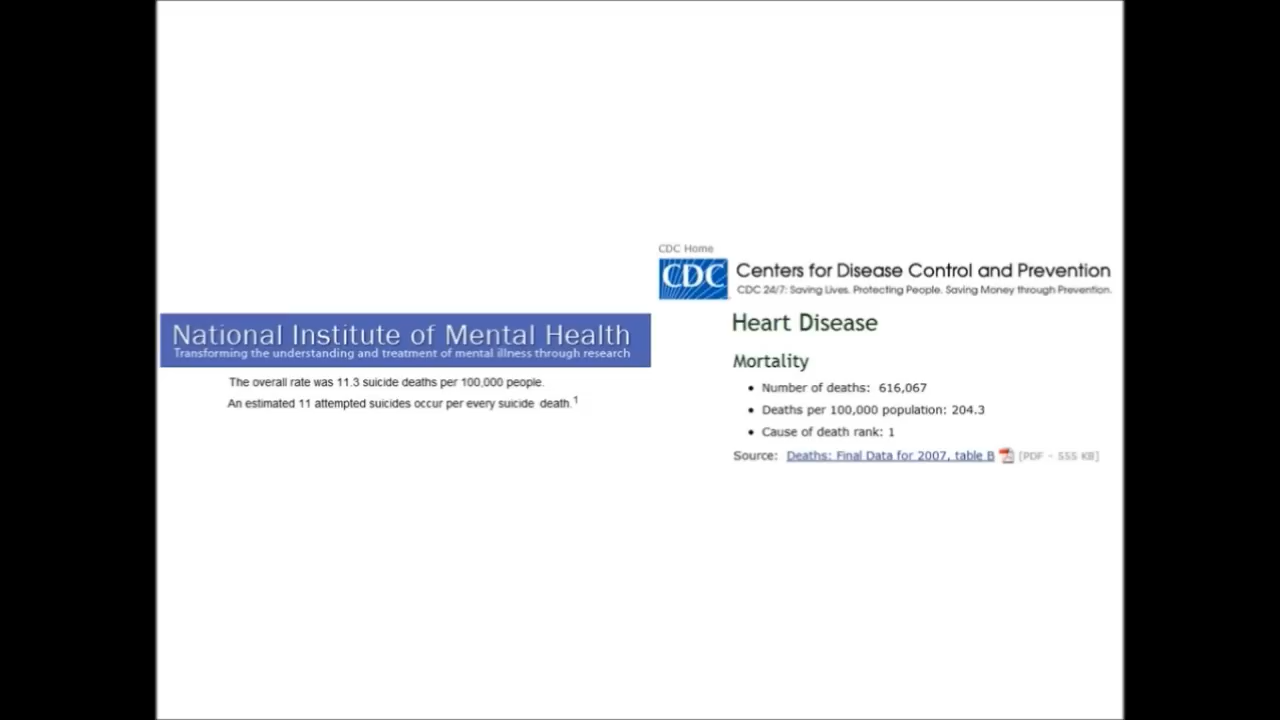 National Institute of Mental Health
Transforming the understanding and treatment of mental illness through research
The overall rate was 11.3 suicide deaths per 100,000 people.
An estimated 11 attempted suicides occur per every suicide death.1
CDC Home
CDC Centers for Disease Control and Prevention
CDC 24/7: Saving Lives. Protecting People. Saving Money through Prevention.
Heart Disease
Mortality
• Number of deaths: 616,067
• Deaths per 100,000 population: 204.3
• Cause of death rank: 1
Source: Deaths: Final Data for 2007, table B [PDF - 555 KB]